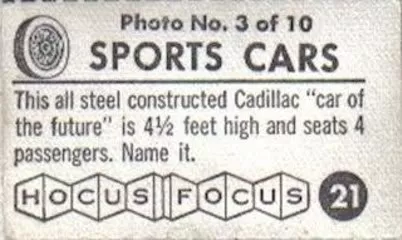 Photo No. 3 of 10
SPORTS CARS
This all steel constructed Cadillac “car of
the future” is 4½ feet high and seats 4
passengers. Name it.
HOCUS FOCUS 21